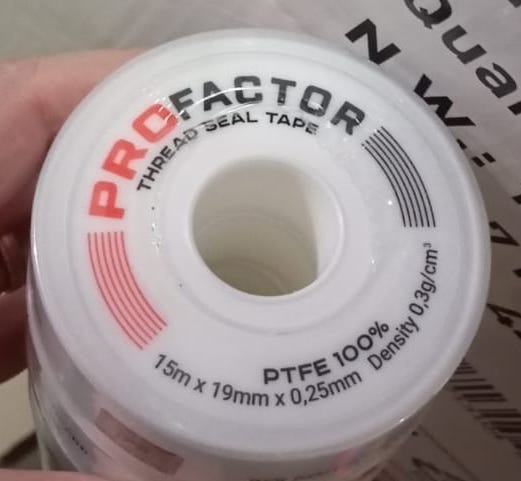 PROFACTOR
THREAD SEAL TAPE
PTFE 100%
15m x 19mm x 0,25mm
Density 0,3g/cm³